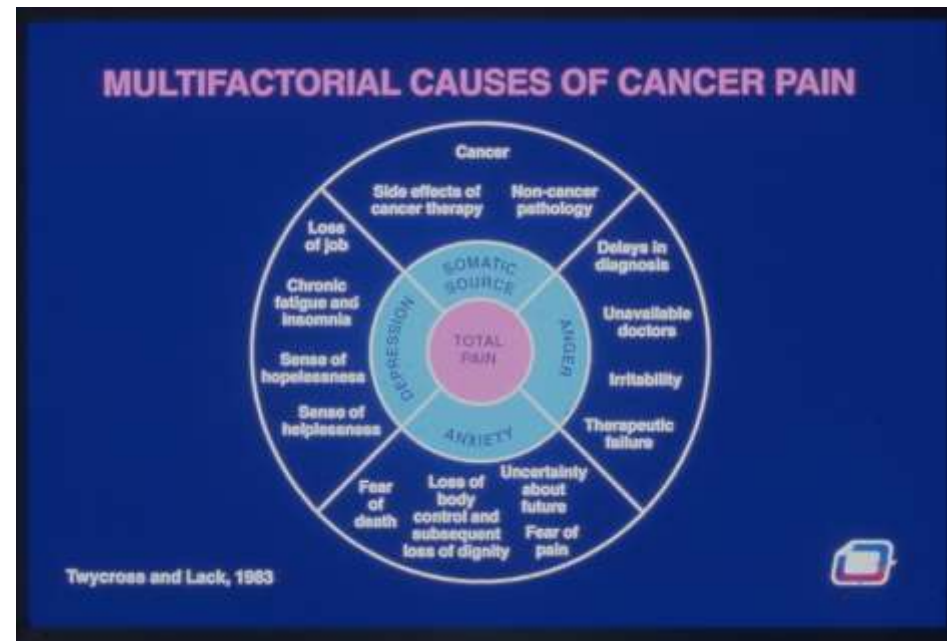 MULTIFACTORIAL CAUSES OF CANCER PAIN
Cancer
Side effects of
cancer therapy
Non-cancer
pathology
Loss
of job
Chronic
fatigue and
insomnia
Sense of
hopelessness
Sense of
helplessness
Delays in
diagnosis
Unavailable
doctors
Irritability
Therapeutic
failure
SOMATIC
SOURCE
DEPRESSION
TOTAL
PAIN
ANGER
ANXIETY
Fear
of
death
Loss of
body
control and
subsequent
loss of dignity
Uncertainty
about
future
Fear of
pain
Twycross and Lack, 1983